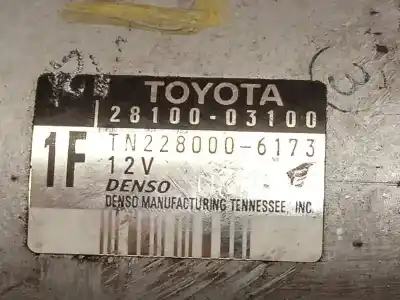 TOYOTA
28100-03100
1F
TN228000-6173
12V
DENSO
DENSO MANUFACTURING TENNESSEE, INC.